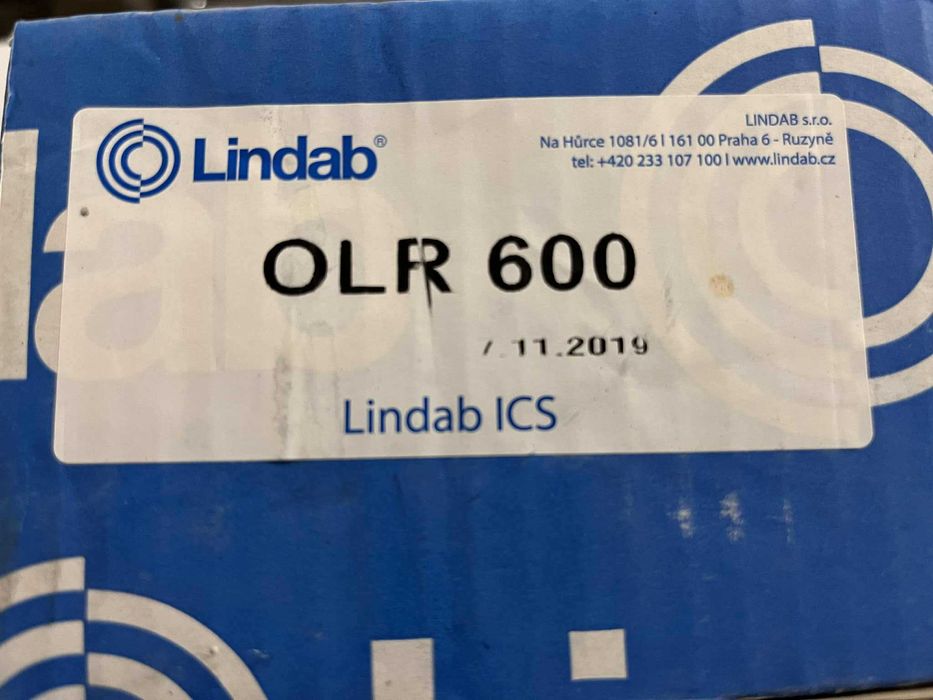 Lindab®
LINDAB s.r.o.
Na Hůrce 1081/6 I 161 00 Praha 6 - Ruzyně
tel: +420 233 107 100 I www.lindab.cz
OLR 600
11.2019
Lindab ICS